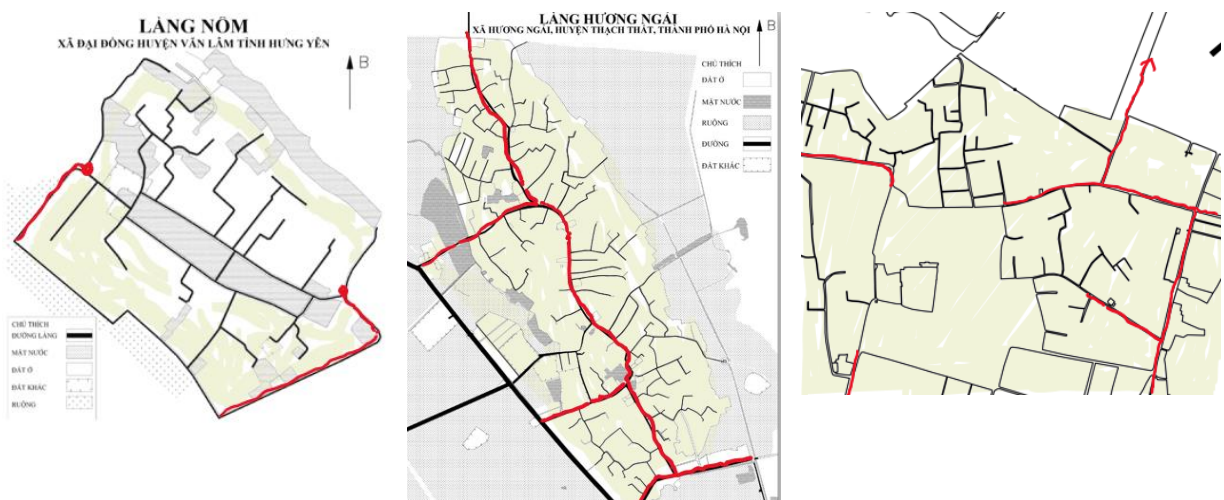 LÀNG NÔM
XÃ ĐẠI ĐỒNG HUYỆN VĂN LÂM TỈNH HƯNG YÊN
B
CHÚ THÍCH
ĐƯỜNG LÀNG
MẶT NƯỚC
ĐẤT Ở
ĐẤT KHÁC
RUỘNG
LÀNG HƯƠNG NGẢI
XÃ HƯƠNG NGẢI, HUYỆN THẠCH THẤT, THÀNH PHỐ HÀ NỘI
B
CHÚ THÍCH
ĐẤT Ở
MẶT NƯỚC
RUỘNG
ĐƯỜNG
ĐẤT KHÁC